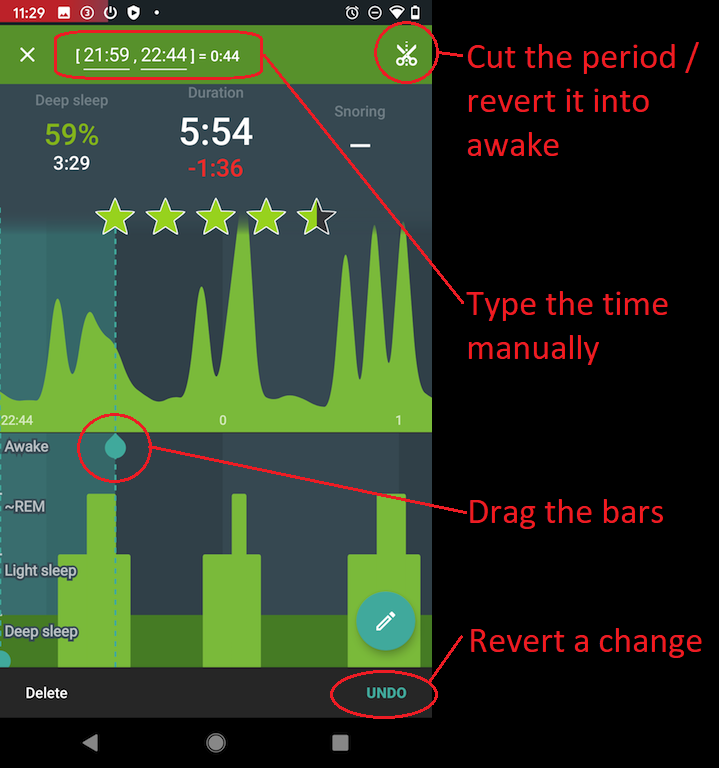 11:29
3
[ 21:59 , 22:44 ] = 0:44
Cut the period /
revert it into
awake
Deep sleep
59%
3:29
Duration
5:54
-1:36
Snoring
–
Type the time
manually
22:44
0
1
Awake
~REM
Light sleep
Deep sleep
Drag the bars
Revert a change
Delete
UNDO